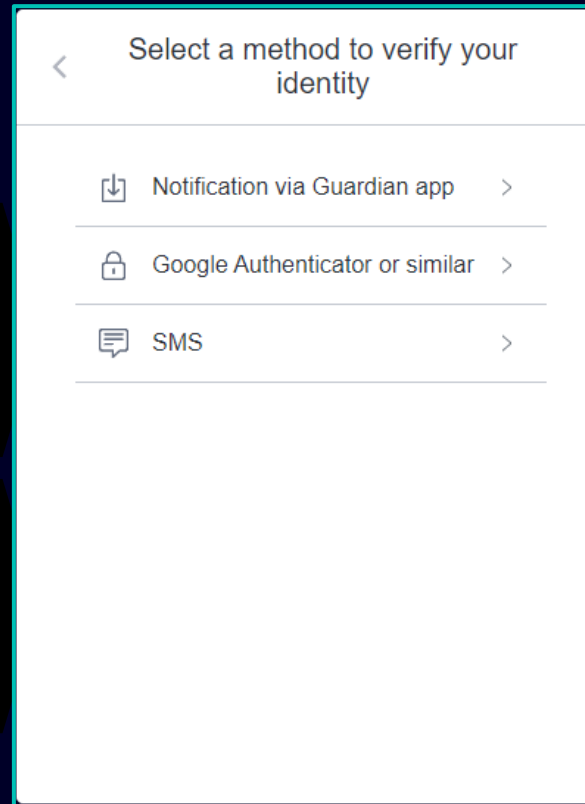 Select a method to verify your
identity
Notification via Guardian app
Google Authenticator or similar
SMS